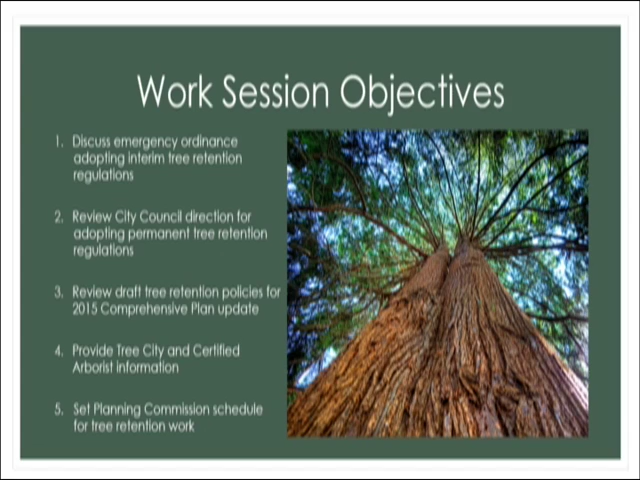 Work Session Objectives
1. Discuss emergency ordinance
adopting interim tree retention
regulations
2. Review City Council direction for
adopting permanent tree retention
regulations
3. Review draft tree retention policies for
2015 Comprehensive Plan update
4. Provide Tree City and Certified
Arborist information
5. Set Planning Commission schedule
for tree retention work